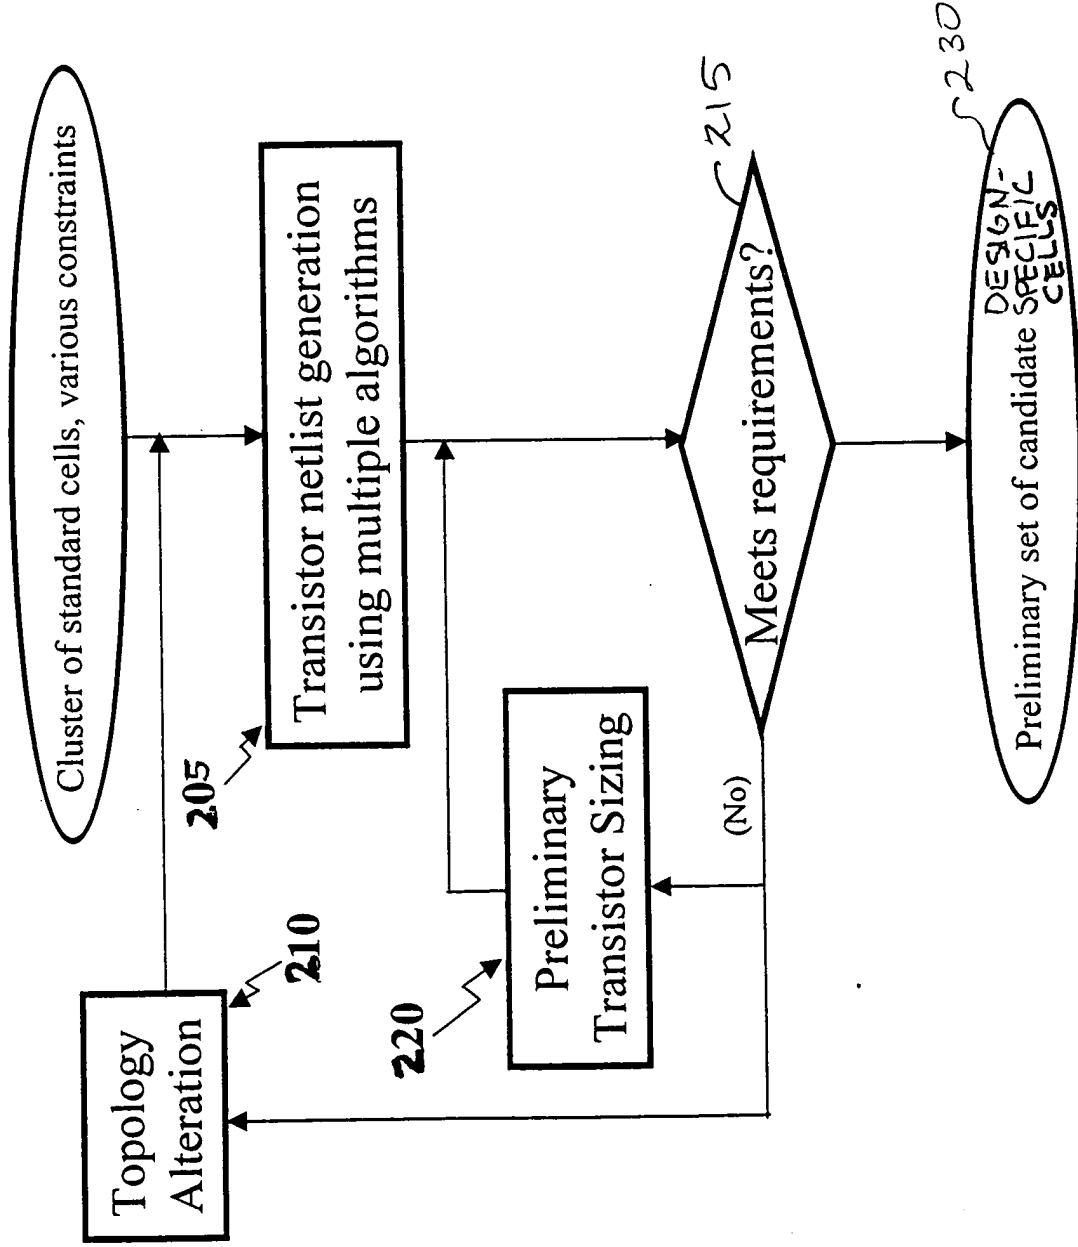 Cluster of standard cells, various constraints
205
Transistor netlist generation
using multiple algorithms
Topology
Alteration
210
220
Preliminary
Transistor Sizing
215
Meets requirements?
(No)
230
DESIGN-
Preliminary set of candidate SPECIFIC
CELLS